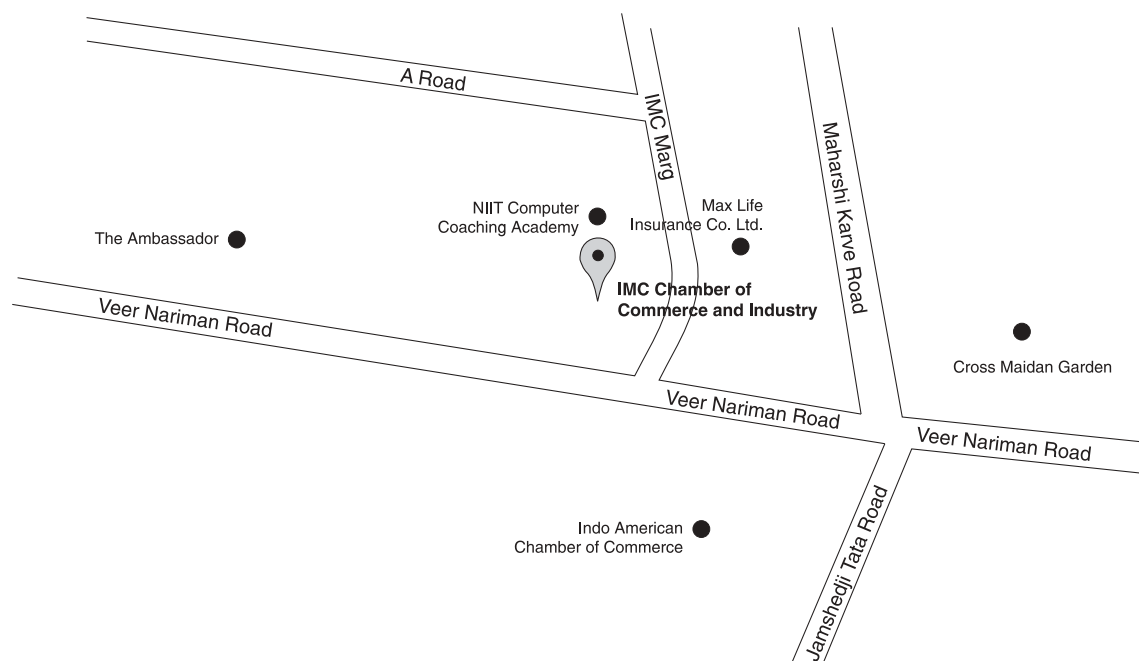 A Road
IMC Marg
Maharshi Karve Road
NIIT Computer
Coaching Academy
Max Life
Insurance Co. Ltd.
The Ambassador
IMC Chamber of
Commerce and Industry
Veer Nariman Road
Cross Maidan Garden
Veer Nariman Road
Veer Nariman Road
Indo American
Chamber of Commerce
Jamshedji Tata Road